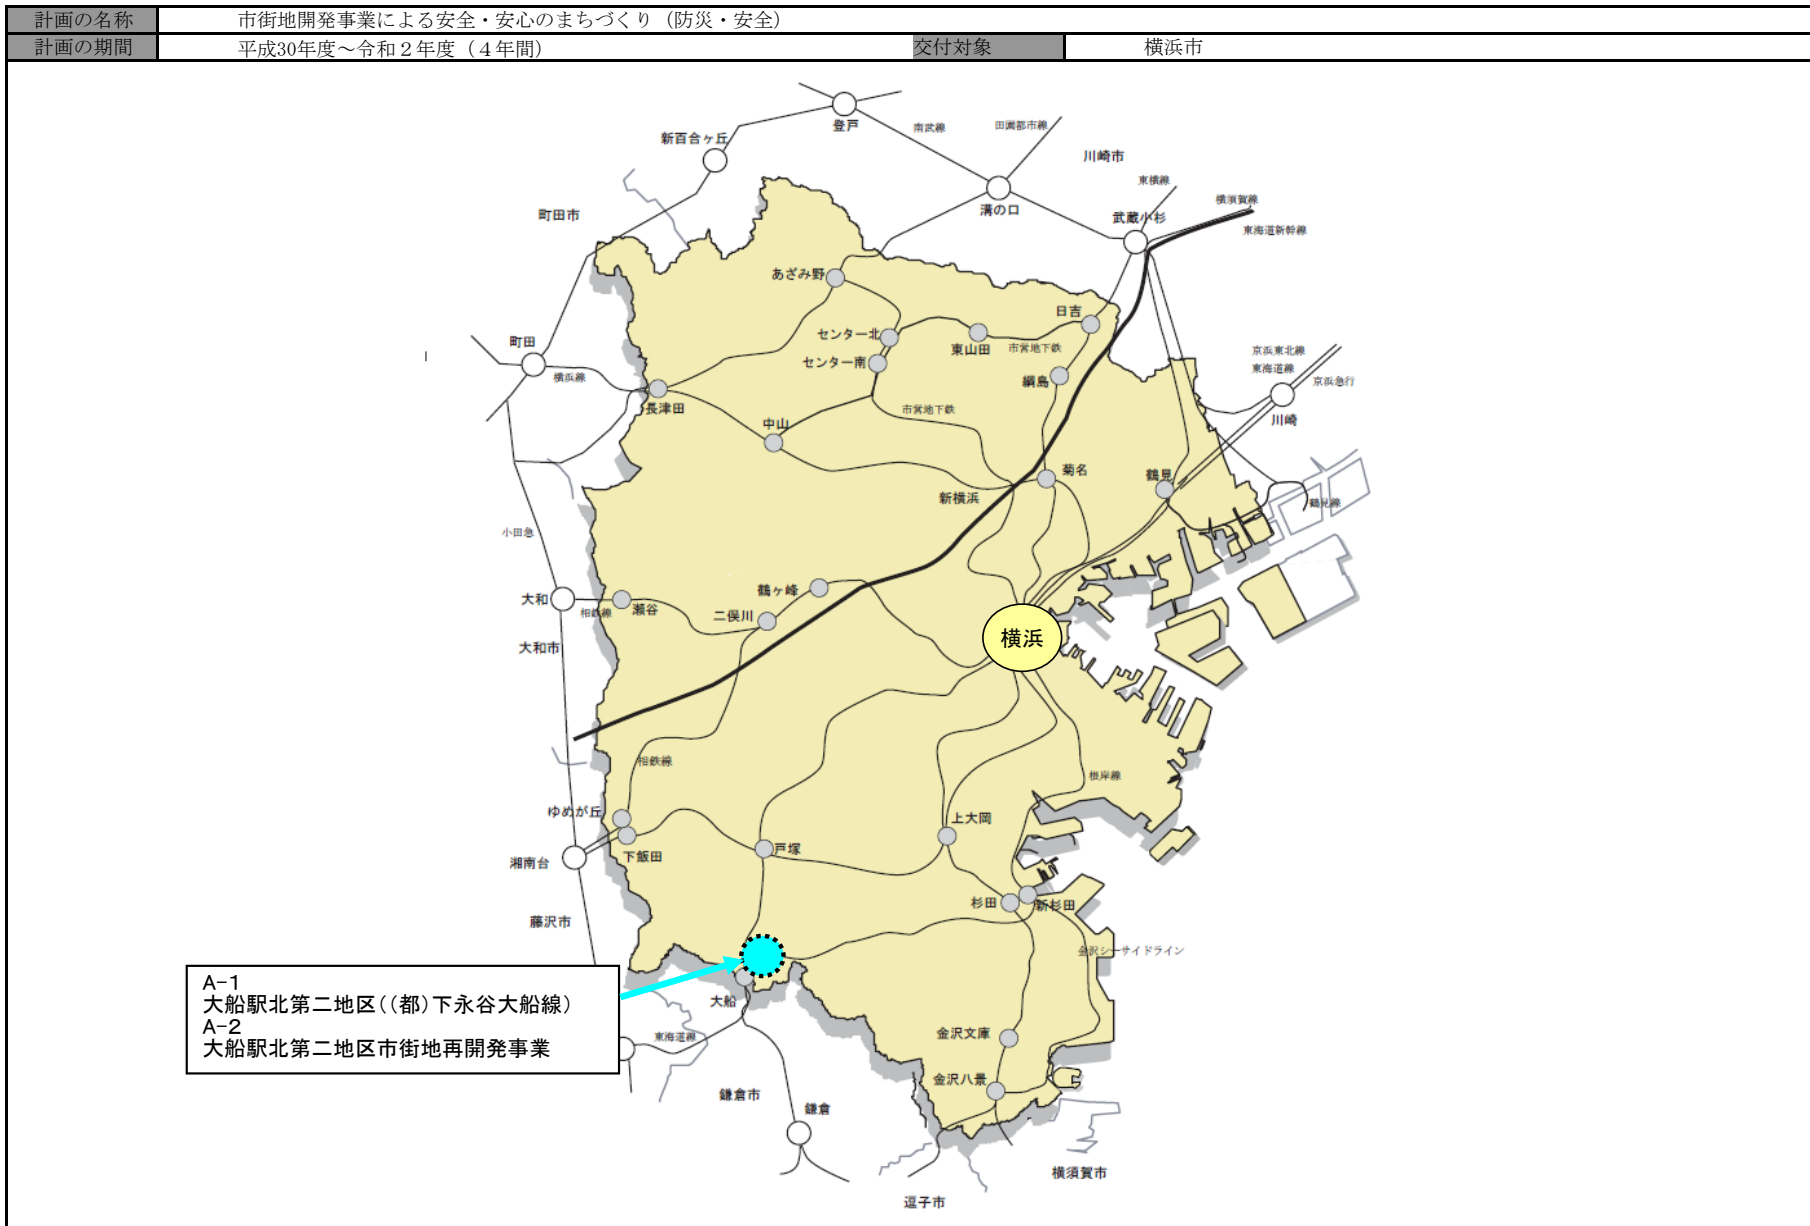 計画の名称 市街地開発事業による安全・安心のまちづくり（防災・安全）
計画の期間 平成30年度～令和２年度（４年間） 交付対象 横浜市
登戸
南武線
田園都市線
新百合ヶ丘
川崎市
東横線
横須賀線
溝の口
町田市
武蔵小杉
東海道新幹線
あざみ野
日吉
センター北
東山田
市営地下鉄
町田
センター南
京浜東北線
東海道線
京浜急行
横浜線
綱島
長津田
市営地下鉄
川崎
中山
菊名
鶴見
新横浜
鶴見線
小田急
鶴ヶ峰
大和
相鉄線
瀬谷
二俣川
横浜
大和市
相鉄線
根岸線
ゆめが丘
上大岡
湘南台
下飯田
戸塚
杉田
新杉田
藤沢市
金沢シーサイドライン
A-1
大船駅北第二地区((都)下永谷大船線)
A-2
大船駅北第二地区市街地再開発事業
大船
東海道線
金沢文庫
金沢八景
鎌倉市
鎌倉
横須賀市
逗子市